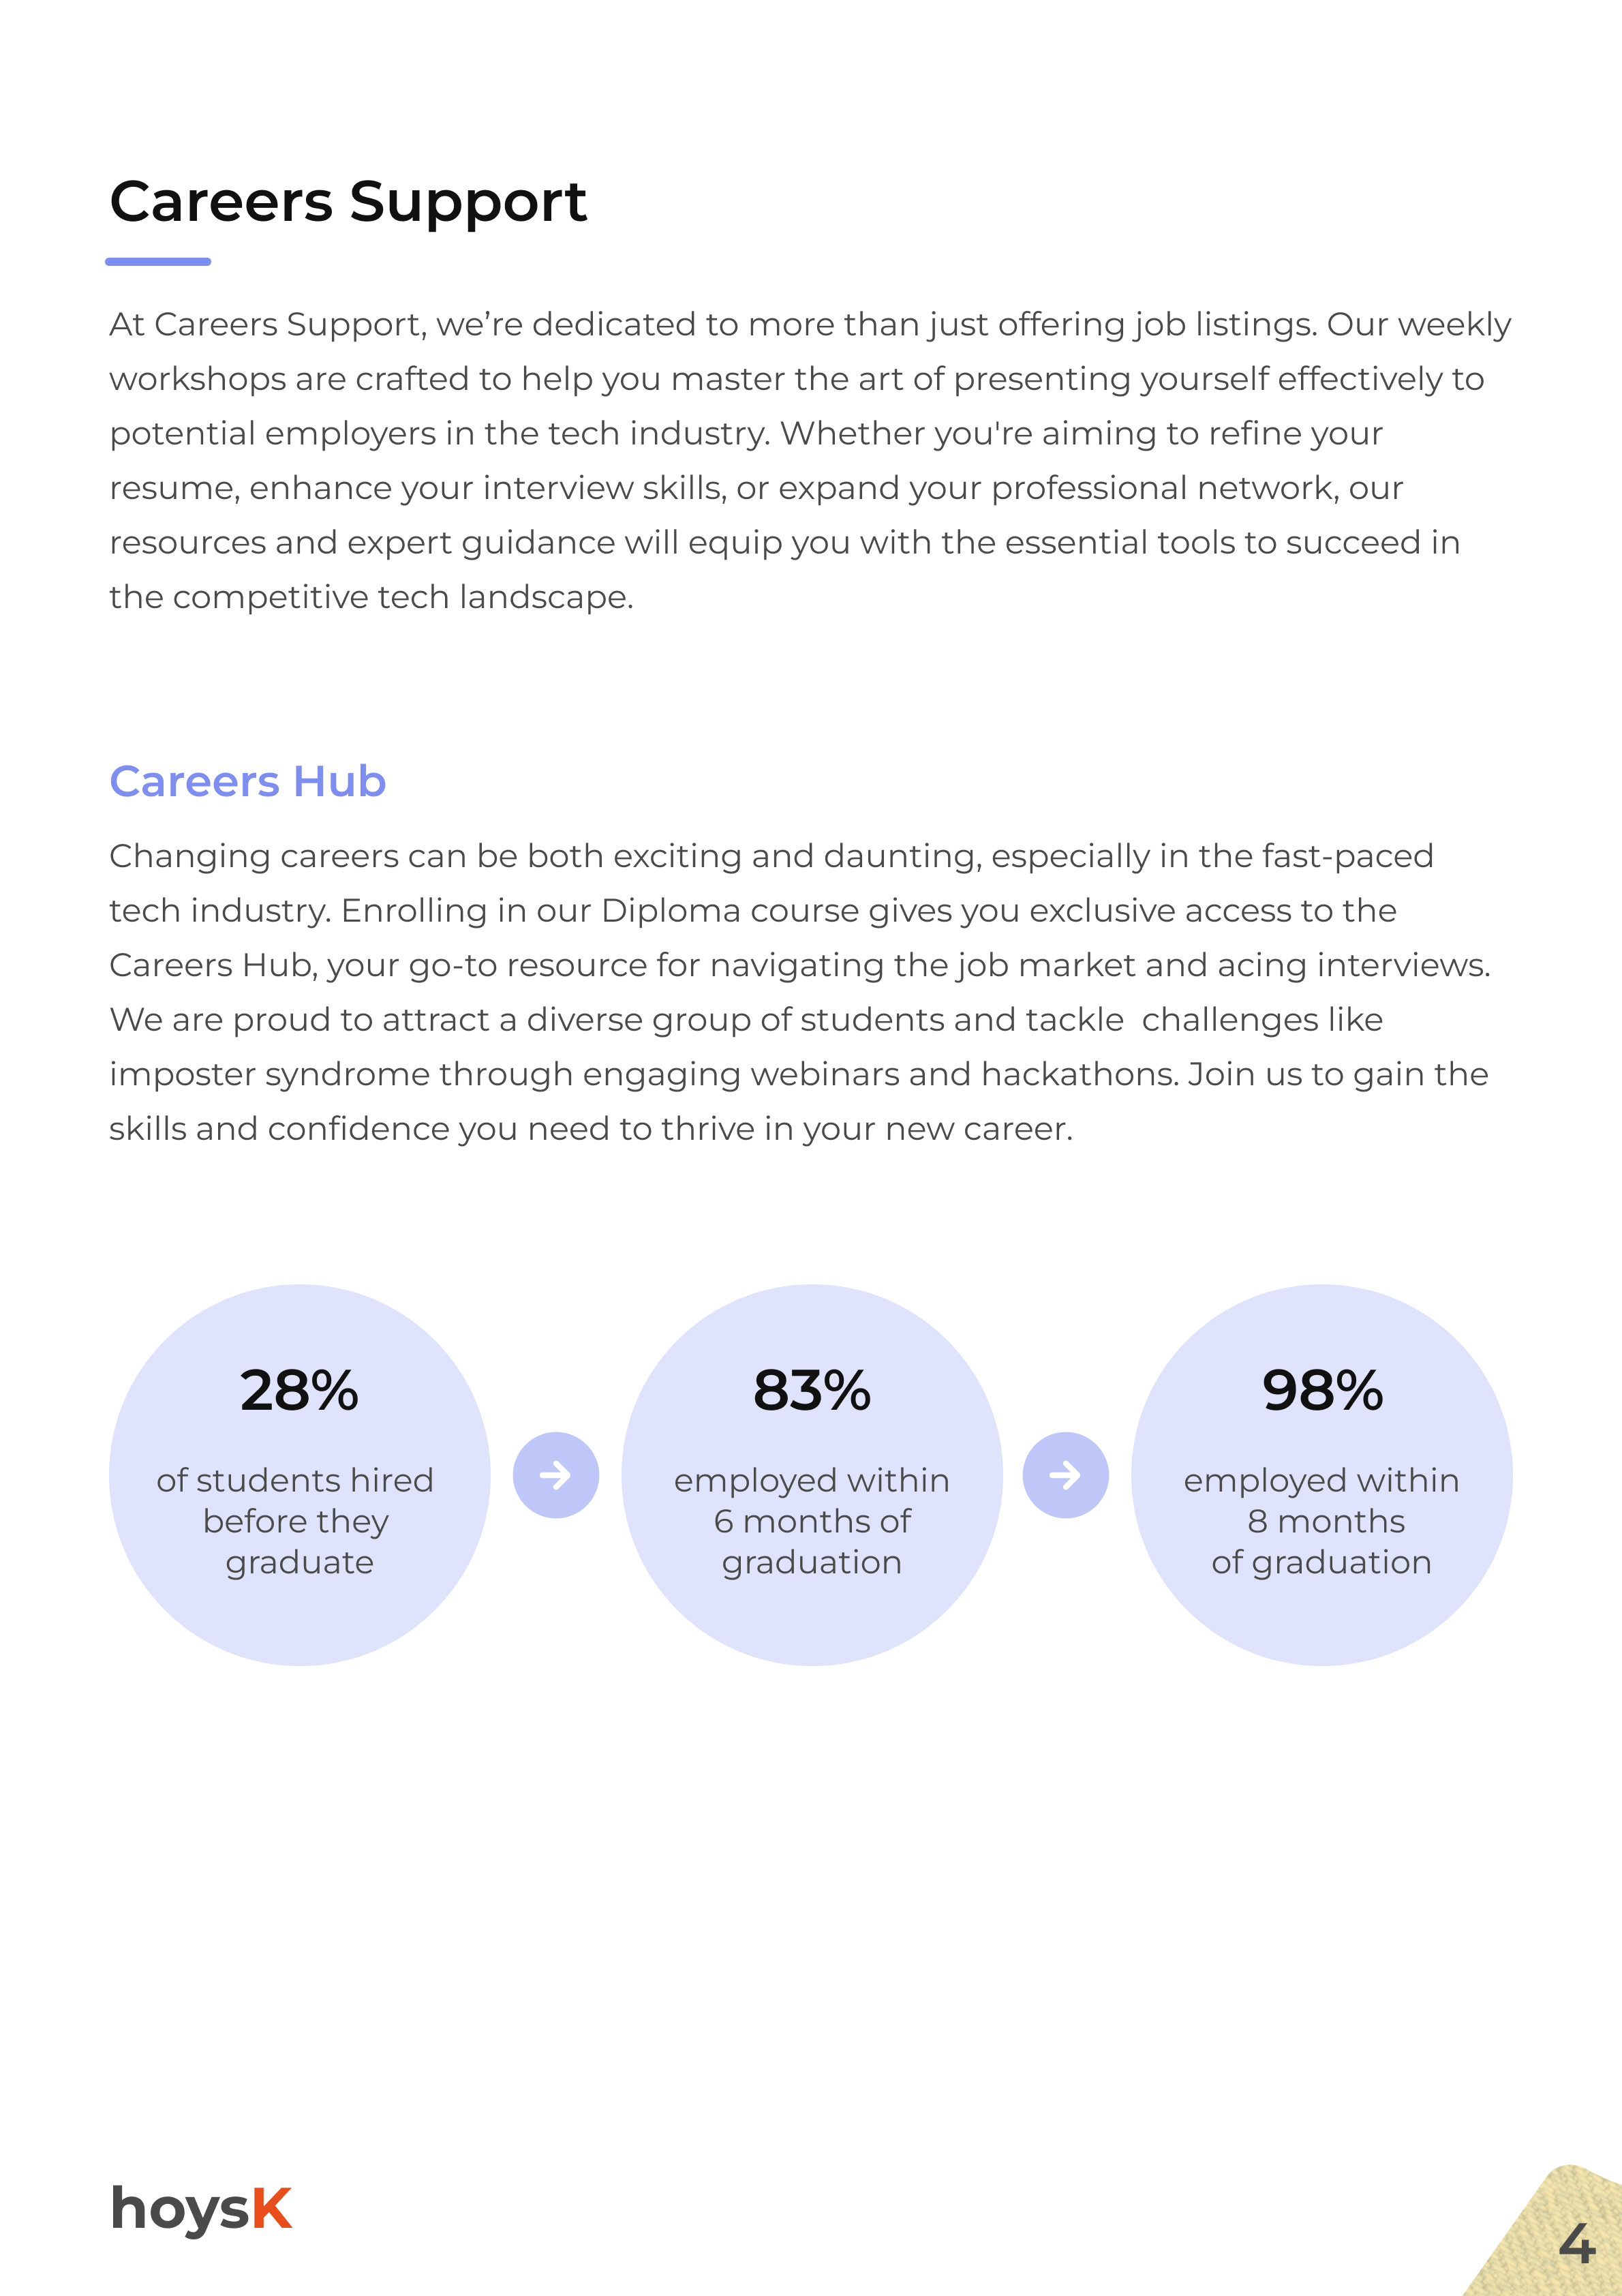 Careers Support
At Careers Support, we’re dedicated to more than just offering job listings. Our weekly
workshops are crafted to help you master the art of presenting yourself effectively to
potential employers in the tech industry. Whether you're aiming to refine your
resume, enhance your interview skills, or expand your professional network, our
resources and expert guidance will equip you with the essential tools to succeed in
the competitive tech landscape.
Careers Hub
Changing careers can be both exciting and daunting, especially in the fast-paced
tech industry. Enrolling in our Diploma course gives you exclusive access to the
Careers Hub, your go-to resource for navigating the job market and acing interviews.
We are proud to attract a diverse group of students and tackle  challenges like
imposter syndrome through engaging webinars and hackathons. Join us to gain the
skills and confidence you need to thrive in your new career.
28%
of students hired
before they
graduate
83%
employed within
6 months of
graduation
98%
employed within
8 months
of graduation
hoysK
4